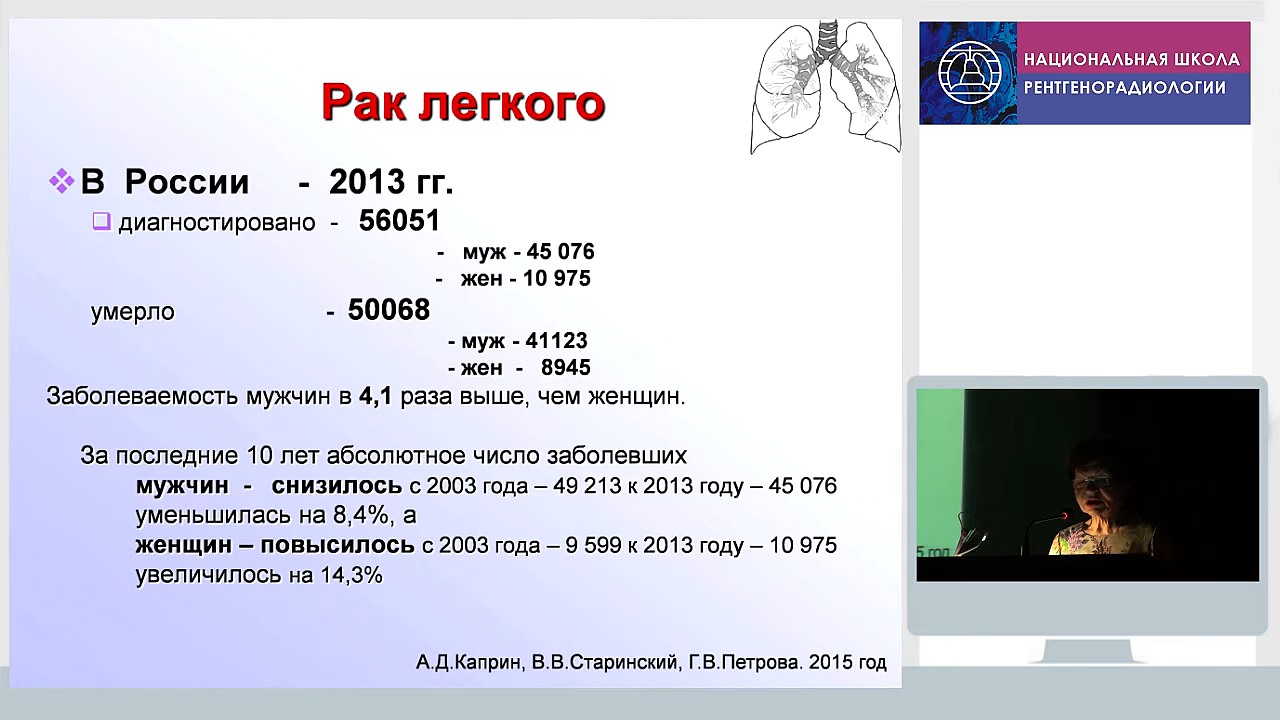 Рак легкого
НАЦИОНАЛЬНАЯ ШКОЛА
РЕНТГЕНОРАДИОЛОГИИ
В России - 2013 гг.
диагностировано - 56051
- муж - 45 076
- жен - 10 975
умерло - 50068
- муж - 41123
- жен - 8945
Заболеваемость мужчин в 4,1 раза выше, чем женщин.
За последние 10 лет абсолютное число заболевших
мужчин - снизилось с 2003 года – 49 213 к 2013 году – 45 076
уменьшилась на 8,4%, а
женщин – повысилось с 2003 года – 9 599 к 2013 году – 10 975
увеличилось на 14,3%
А.Д.Каприн, В.В.Старинский, Г.В.Петрова. 2015 год
5 год